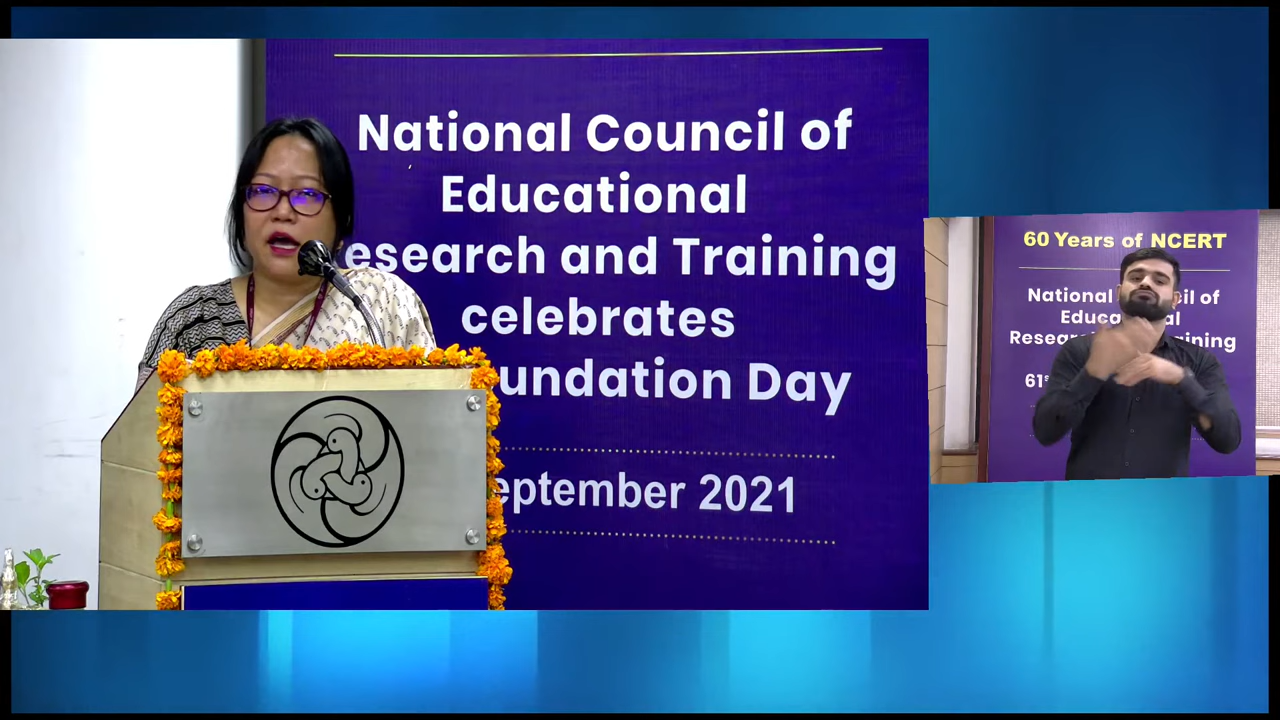 National Council of
Educational
esearch and Training
celebrates
undation Day
eptember 2021
60 Years of NCERT
National      cil of
Educa      al
Resear      aining
61s